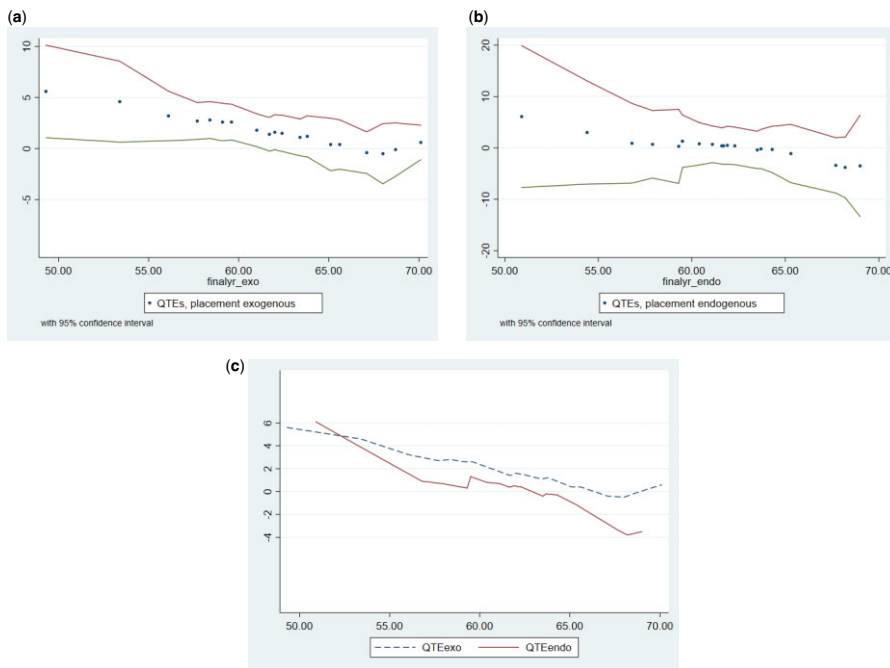 (a)
10
5
0
-5
50.00 55.00 60.00 65.00 70.00
finalyr_exo
QTEs, placement exogenous
with 95% confidence interval
(b)
20
10
0
-10
-20
50.00 55.00 60.00 65.00 70.00
finalyr_endo
QTEs, placement endogenous
with 95% confidence interval
(c)
6
4
2
0
-2
-4
50.00 55.00 60.00 65.00 70.00
QTEexo QTEendo